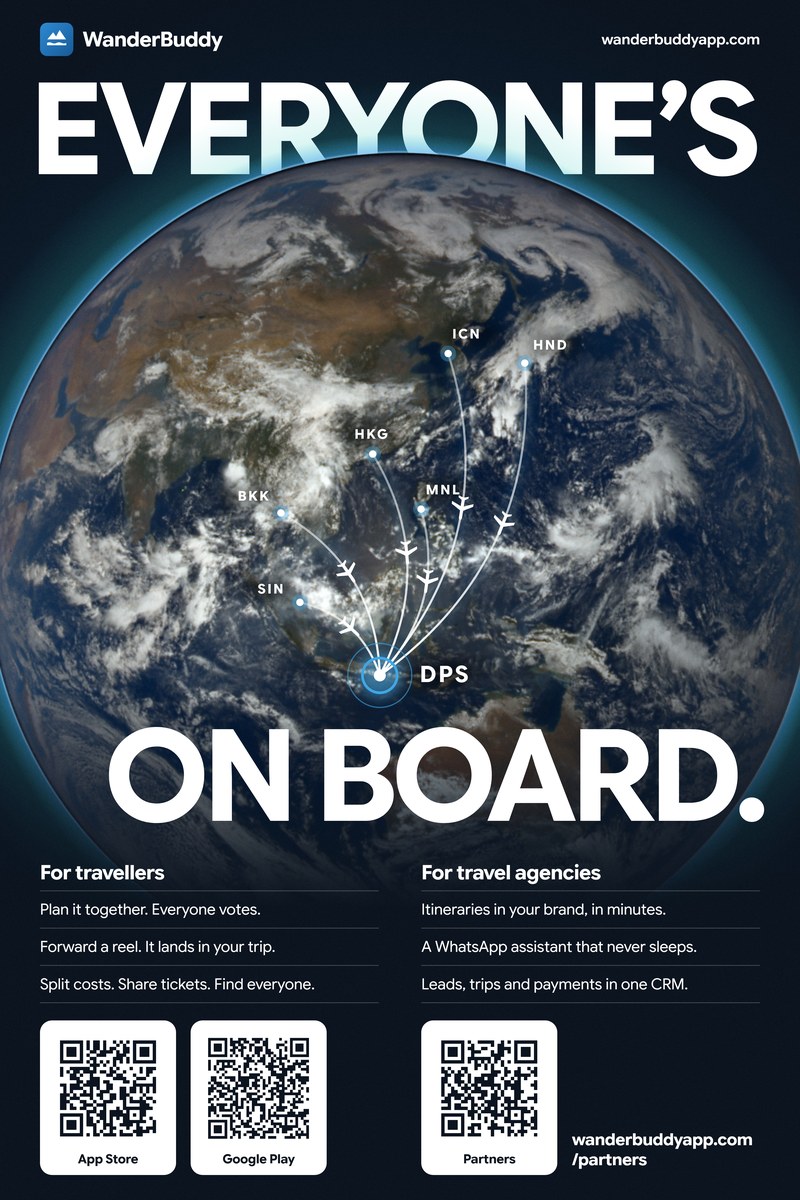 WanderBuddy
wanderbuddyapp.com
EVERYONE'S
ICN
HND
HKG
BKK
MNL
SIN
DPS
ON BOARD.
For travellers
Plan it together. Everyone votes.
Forward a reel. It lands in your trip.
Split costs. Share tickets. Find everyone.
For travel agencies
Itineraries in your brand, in minutes.
A WhatsApp assistant that never sleeps.
Leads, trips and payments in one CRM.
App Store
Google Play
Partners
wanderbuddyapp.com
/partners